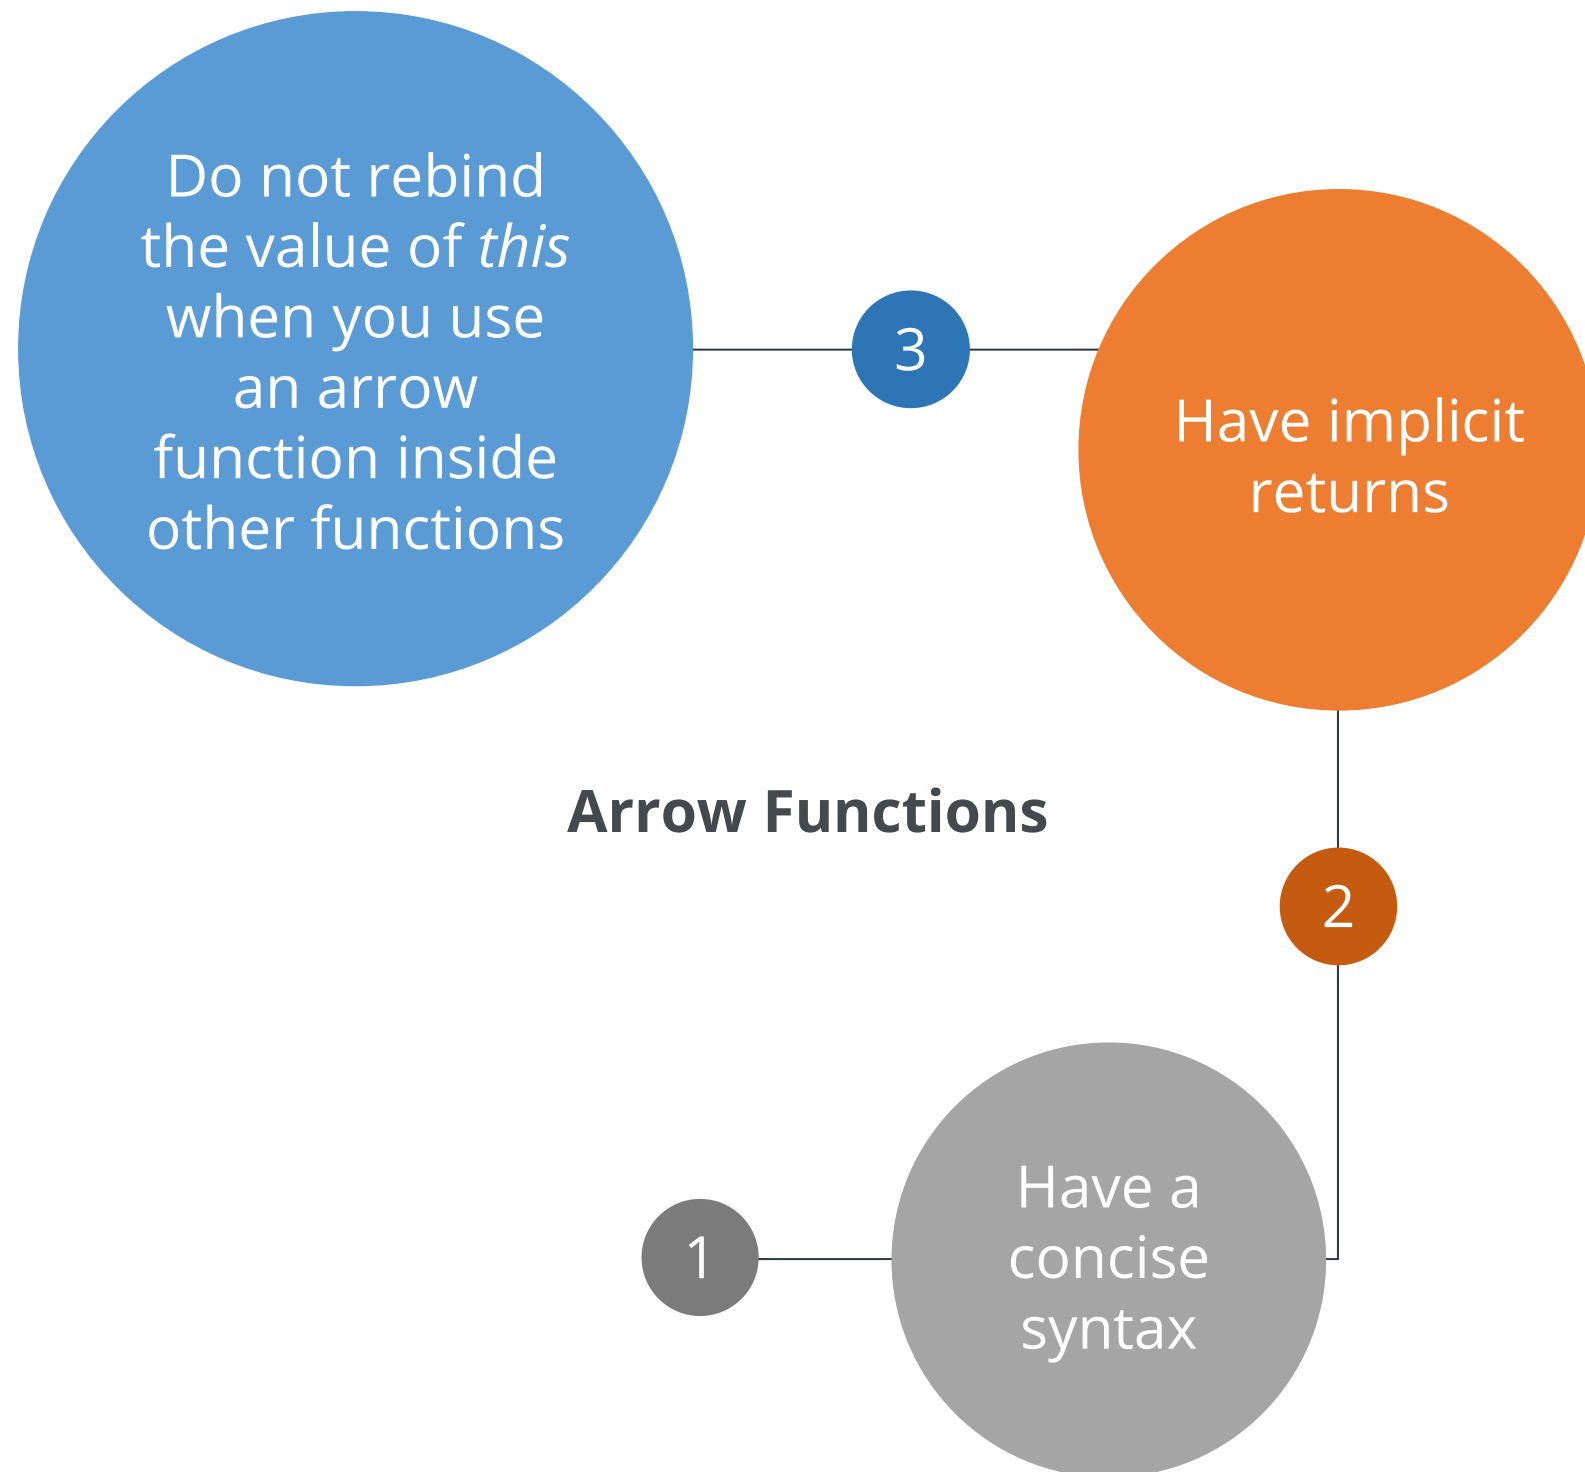 Do not rebind
the value of this
when you use
an arrow
function inside
other functions
3
Have implicit
returns
Arrow Functions
2
Have a
concise
syntax
1